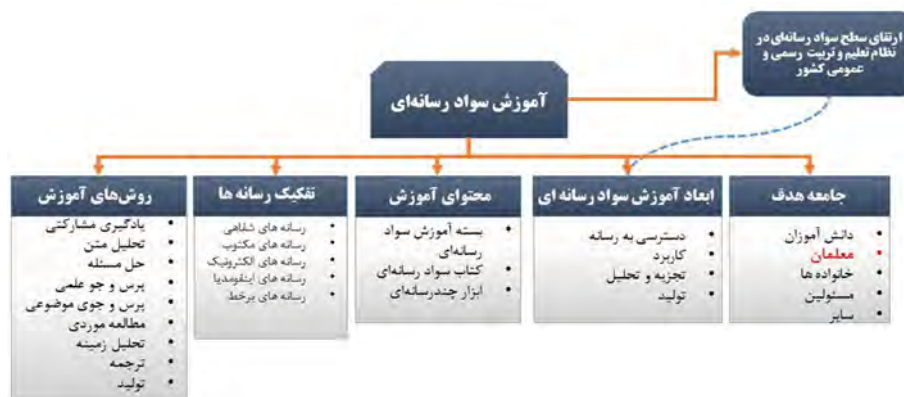 ارتقای سطح سواد رسانه‌ای در
نظام تعلیم و تربیت رسمی و
عمومی کشور
آموزش سواد رسانه‌ای
جامعه هدف
دانش آموزان
معلمان
خانواده ها
مسئولین
سایر
ابعاد آموزش سواد رسانه ای
دسترسی به رسانه
کاربرد
تجزیه و تحلیل
تولید
محتوای آموزش
بسته آموزش سواد
رسانه‌ای
کتاب سواد رسانه‌ای
ابزار چندرسانه‌ای
تفکیک رسانه ها
رسانه های شفاهی
رسانه های مکتوب
رسانه های الکترونیک
رسانه های اینفومدیا
رسانه های برخط
روش‌های آموزش
یادگیری مشارکتی
تحلیل متن
حل مسئله
پرس و جو علمی
پرس و جوی موضوعی
مطالعه موردی
تحلیل زمینه
ترجمه
تولید